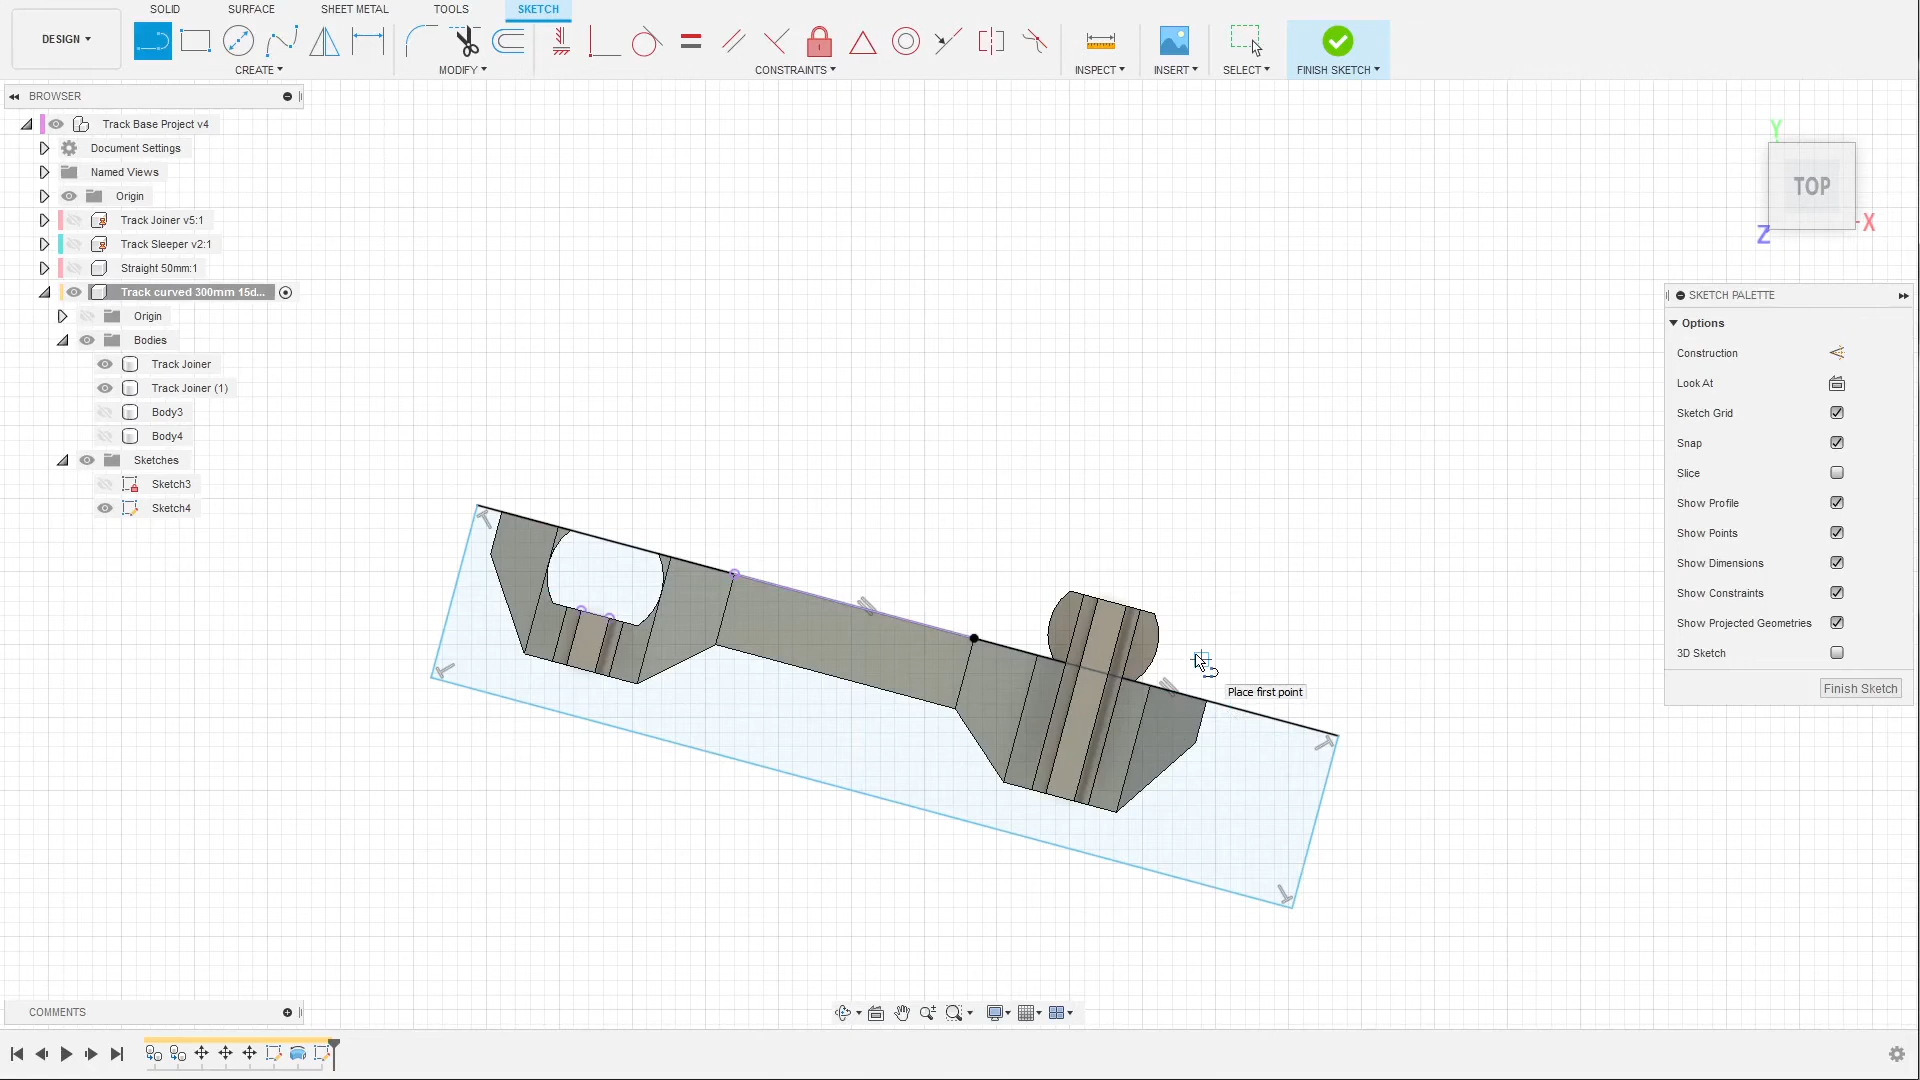 SOLID SURFACE SHEET METAL TOOLS SKETCH
DESIGN
CREATE MODIFY CONSTRAINTS INSPECT INSERT SELECT FINISH SKETCH
BROWSER
Track Base Project v4
Document Settings
Named Views
Origin
Track Joiner v5:1
Track Sleeper v2:1
Straight 50mm:1
Track curved 300mm 15d...
Origin
Bodies
Track Joiner
Track Joiner (1)
Body3
Body4
Sketches
Sketch3
Sketch4
Y
TOP
X
Z
SKETCH PALETTE
Options
Construction
Look At
Sketch Grid
Snap
Slice
Show Profile
Show Points
Show Dimensions
Show Constraints
Show Projected Geometries
3D Sketch
Finish Sketch
Place first point
COMMENTS